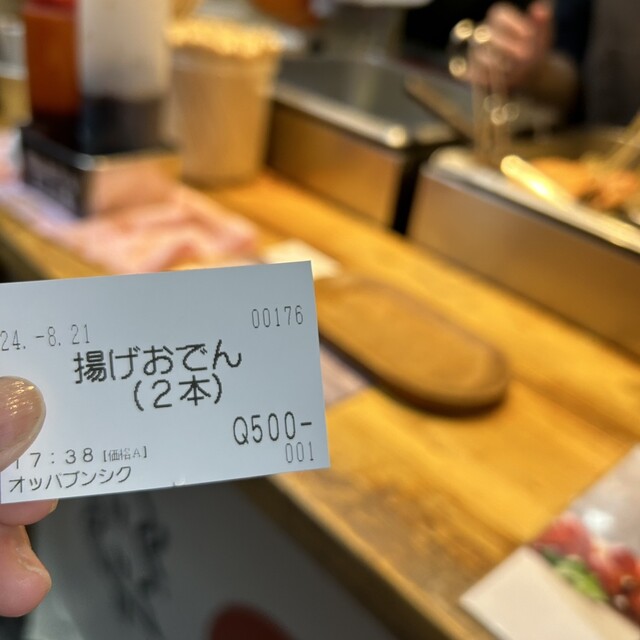 24.-8.21
00176
揚げおでん
(2本)
Q500-
001
17:38【価格A】
オッパブンシク